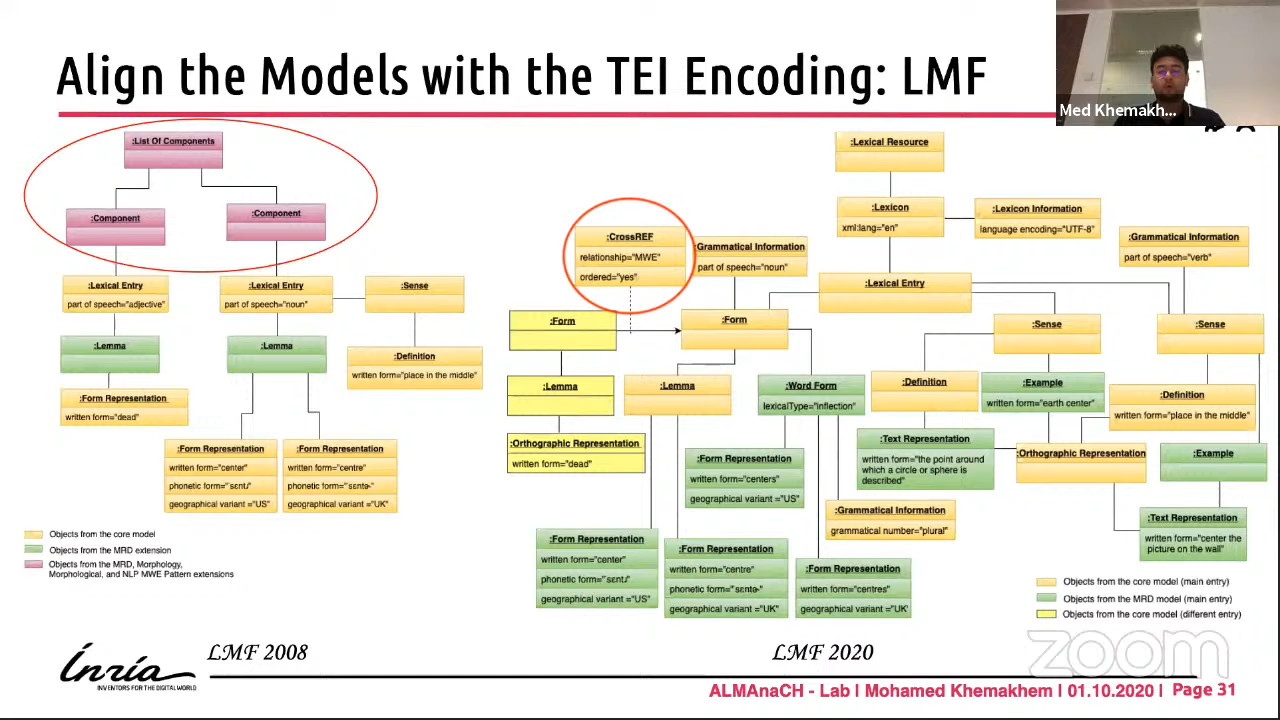 Align the Models with the TEI Encoding: LMF
Med Khemakh...
:List Of Components
:Component
:Component
:Lexical Entry
part of speech="adjective"
:Lexical Entry
part of speech="noun"
:Sense
:Lemma
:Lemma
:Definition
written form="place in the middle"
:Form Representation
written form="dead"
:Form Representation
written form="center"
phonetic form="ˈsɛntɹ"
geographical variant ="US"
:Form Representation
written form="centre"
phonetic form="ˈsɛntɚ"
geographical variant ="UK"
Objects from the core model
Objects from the MRD extension
Objects from the MRD, Morphology,
Morphological, and NLP MWE Pattern extensions
LMF 2008
:Lexical Resource
:Lexicon
xml:lang="en"
:Lexicon Information
language encoding="UTF-8"
:CrossREF
relationship="MWE"
ordered="yes"
:Grammatical Information
part of speech="noun"
:Grammatical Information
part of speech="verb"
:Lexical Entry
:Form
:Form
:Sense
:Sense
:Lemma
:Lemma
:Word Form
lexicalType="inflection"
:Definition
:Example
written form="earth center"
:Definition
written form="place in the middle"
:Orthographic Representation
written form="dead"
:Form Representation
written form="centers"
geographical variant="US"
:Text Representation
written form="the point around
which a circle or sphere is
described"
:Orthographic Representation
:Example
:Grammatical Information
grammatical number="plural"
:Text Representation
written form="center the
picture on the wall"
:Form Representation
written form="center"
phonetic form="ˈsɛntɹ"
geographical variant ="US"
:Form Representation
written form="centre"
phonetic form="ˈsɛntɚ"
geographical variant ="UK"
:Form Representation
written form="centres"
geographical variant ="UK'
Objects from the core model (main entry)
Objects from the MRD model (main entry)
Objects from the core model (different entry)
LMF 2020
zoom
Inria
INVENTORS FOR THE DIGITAL WORLD
ALMAnaCH - Lab | Mohamed Khemakhem | 01.10.2020 | Page 31